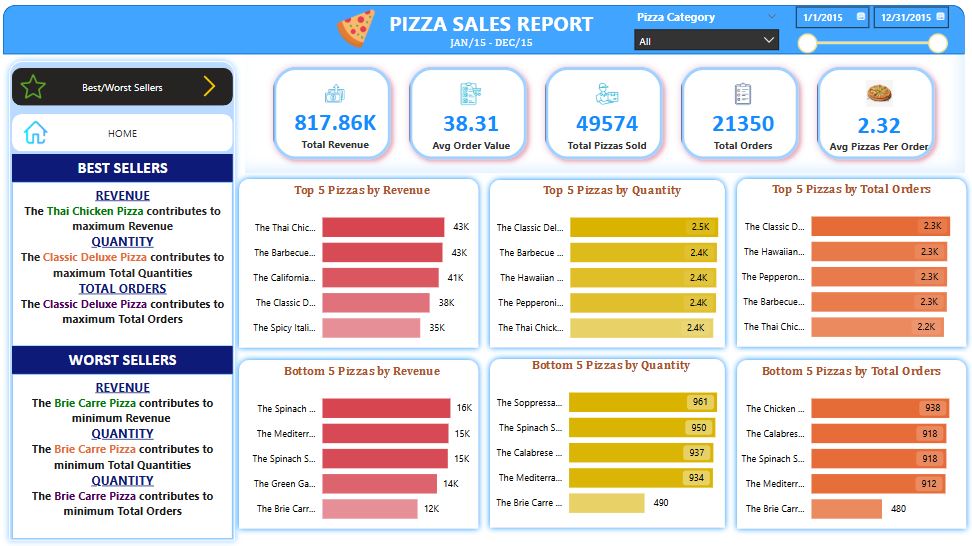 PIZZA SALES REPORT
JAN/15 - DEC/15
Pizza Category
All
1/1/2015
12/31/2015
Best/Worst Sellers
HOME
BEST SELLERS
REVENUE
The Thai Chicken Pizza contributes to
maximum Revenue
QUANTITY
The Classic Deluxe Pizza contributes to
maximum Total Quantities
TOTAL ORDERS
The Classic Deluxe Pizza contributes to
maximum Total Orders
WORST SELLERS
REVENUE
The Brie Carre Pizza contributes to
minimum Revenue
QUANTITY
The Brie Carre Pizza contributes to
minimum Total Quantities
QUANTITY
The Brie Carre Pizza contributes to
minimum Total Orders
817.86K
Total Revenue
38.31
Avg Order Value
49574
Total Pizzas Sold
21350
Total Orders
2.32
Avg Pizzas Per Order
Top 5 Pizzas by Revenue
The Thai Chic... 43K
The Barbecue... 43K
The California... 41K
The Classic D... 38K
The Spicy Itali... 35K
Top 5 Pizzas by Quantity
The Classic Del... 2.5K
The Barbecue ... 2.4K
The Hawaiian ... 2.4K
The Pepperoni... 2.4K
The Thai Chick... 2.4K
Top 5 Pizzas by Total Orders
The Classic D... 2.3K
The Hawaiian... 2.3K
The Pepperon... 2.3K
The Barbecue... 2.3K
The Thai Chic... 2.2K
Bottom 5 Pizzas by Revenue
The Spinach ... 16K
The Mediterr... 15K
The Spinach S... 15K
The Green Ga... 14K
The Brie Carr... 12K
Bottom 5 Pizzas by Quantity
The Soppressa... 961
The Spinach S... 950
The Calabrese ... 937
The Mediterra... 934
The Brie Carre ... 490
Bottom 5 Pizzas by Total Orders
The Chicken ... 938
The Calabres... 918
The Spinach S... 918
The Mediterr... 912
The Brie Carr... 480